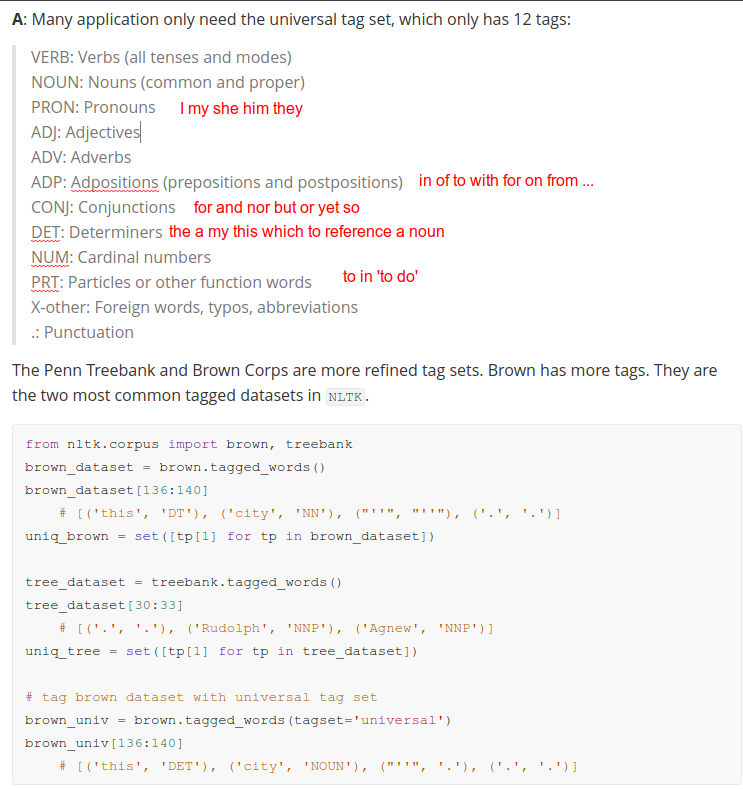 A: Many application only need the universal tag set, which only has 12 tags:
VERB: Verbs (all tenses and modes)
NOUN: Nouns (common and proper)
PRON: Pronouns I my she him they
ADJ: Adjectives
ADV: Adverbs
ADP: Adpositions (prepositions and postpositions) in of to with for on from ...
CONJ: Conjunctions for and nor but or yet so
DET: Determiners the a my this which to reference a noun
NUM: Cardinal numbers
PRT: Particles or other function words to in 'to do'
X-other: Foreign words, typos, abbreviations
.: Punctuation
The Penn Treebank and Brown Corps are more refined tag sets. Brown has more tags. They are
the two most common tagged datasets in NLTK.
from nltk.corpus import brown, treebank
brown_dataset = brown.tagged_words()
brown_dataset[136:140]
    # [('this', 'DT'), ('city', 'NN'), ("''", "''"), ('.', '.')]
uniq_brown = set([tp[1] for tp in brown_dataset])
tree_dataset = treebank.tagged_words()
tree_dataset[30:33]
    # [('.', '.'), ('Rudolph', 'NNP'), ('Agnew', 'NNP')]
uniq_tree = set([tp[1] for tp in tree_dataset])
# tag brown dataset with universal tag set
brown_univ = brown.tagged_words(tagset='universal')
brown_univ[136:140]
    # [('this', 'DET'), ('city', 'NOUN'), ("''", '.'), ('.', '.')]